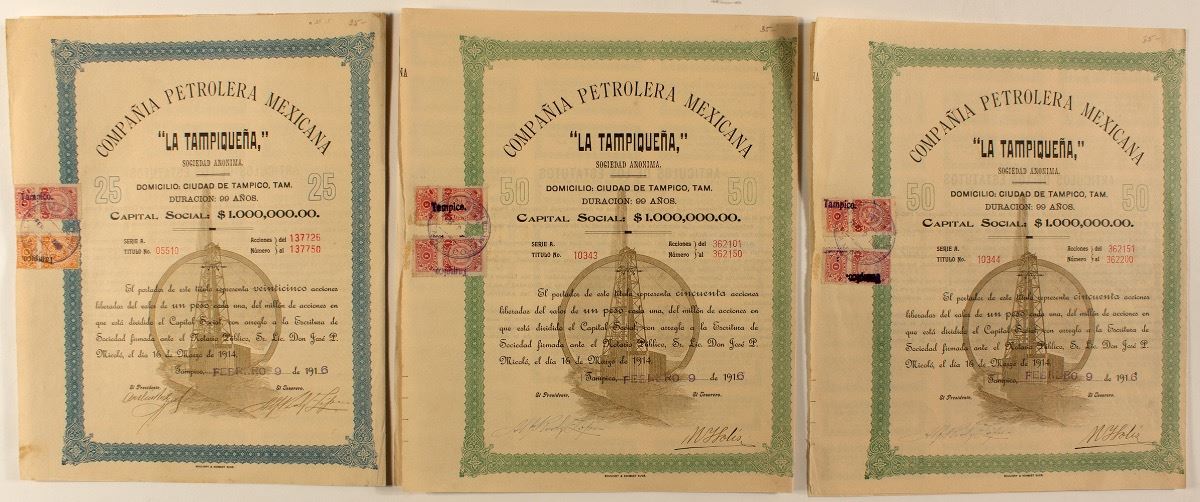 25-
COMPAÑIA PETROLERA MEXICANA
"LA TAMPIQUEÑA,"
SOCIEDAD ANONIMA.
25 25
DOMICILIO: CIUDAD DE TAMPICO, TAM.
DURACION: 99 AÑOS.
CAPITAL SOCIAL: $1.000,000.00.
Tampico.
SERIE A. Acciones del 137726
TITULO No. 05510 Número al 137750
Tampico.
El portador de este título representa veinticinco acciones
liberadas del valor de un peso cada una, del millón de acciones en
que está dividido el Capital Social, con arreglo a la Escritura de
Sociedad firmada ante el Notario Público, Sr. Lic. Don José P.
Micoló, el día 16 de Marzo de 1914.
Tampico, FEBRERO 9 de 1916
El Presidente, El Tesorero,
35-
NA
COMPAÑIA PETROLERA MEXICANA
"LA TAMPIQUEÑA,"
SOCIEDAD ANONIMA.
50 50
DOMICILIO: CIUDAD DE TAMPICO, TAM.
DURACION: 99 AÑOS.
CAPITAL SOCIAL: $1.000,000.00.
Tampico.
SERIE A. Acciones del 362101
TITULO No. 10343 Número al 362150
Tampico
El portador de este título representa cincuenta acciones
liberadas del valor de un peso cada una, del millón de acciones en
que está dividido el Capital Social, con arreglo a la Escritura de
Sociedad firmada ante el Notario Público, Sr. Lic. Don José P.
Micoló, el día 16 de Marzo de 1914.
Tampico, FEBRERO 9 de 1916
El Presidente, El Tesorero,
NA
COMPAÑIA PETROLERA MEXICANA
"LA TAMPIQUEÑA,"
SOCIEDAD ANONIMA.
50 50
DOMICILIO: CIUDAD DE TAMPICO, TAM.
DURACION: 99 AÑOS.
CAPITAL SOCIAL: $1.000,000.00.
Tampico.
SERIE A. Acciones del 362151
TITULO No. 10344 Número al 362200
El portador de este título representa cincuenta acciones
liberadas del valor de un peso cada una, del millón de acciones en
que está dividido el Capital Social, con arreglo a la Escritura de
Sociedad firmada ante el Notario Público, Sr. Lic. Don José P.
Micoló, el día 16 de Marzo de 1914.
Tampico, FEBRERO 9 de 1916
El Presidente, El Tesorero,